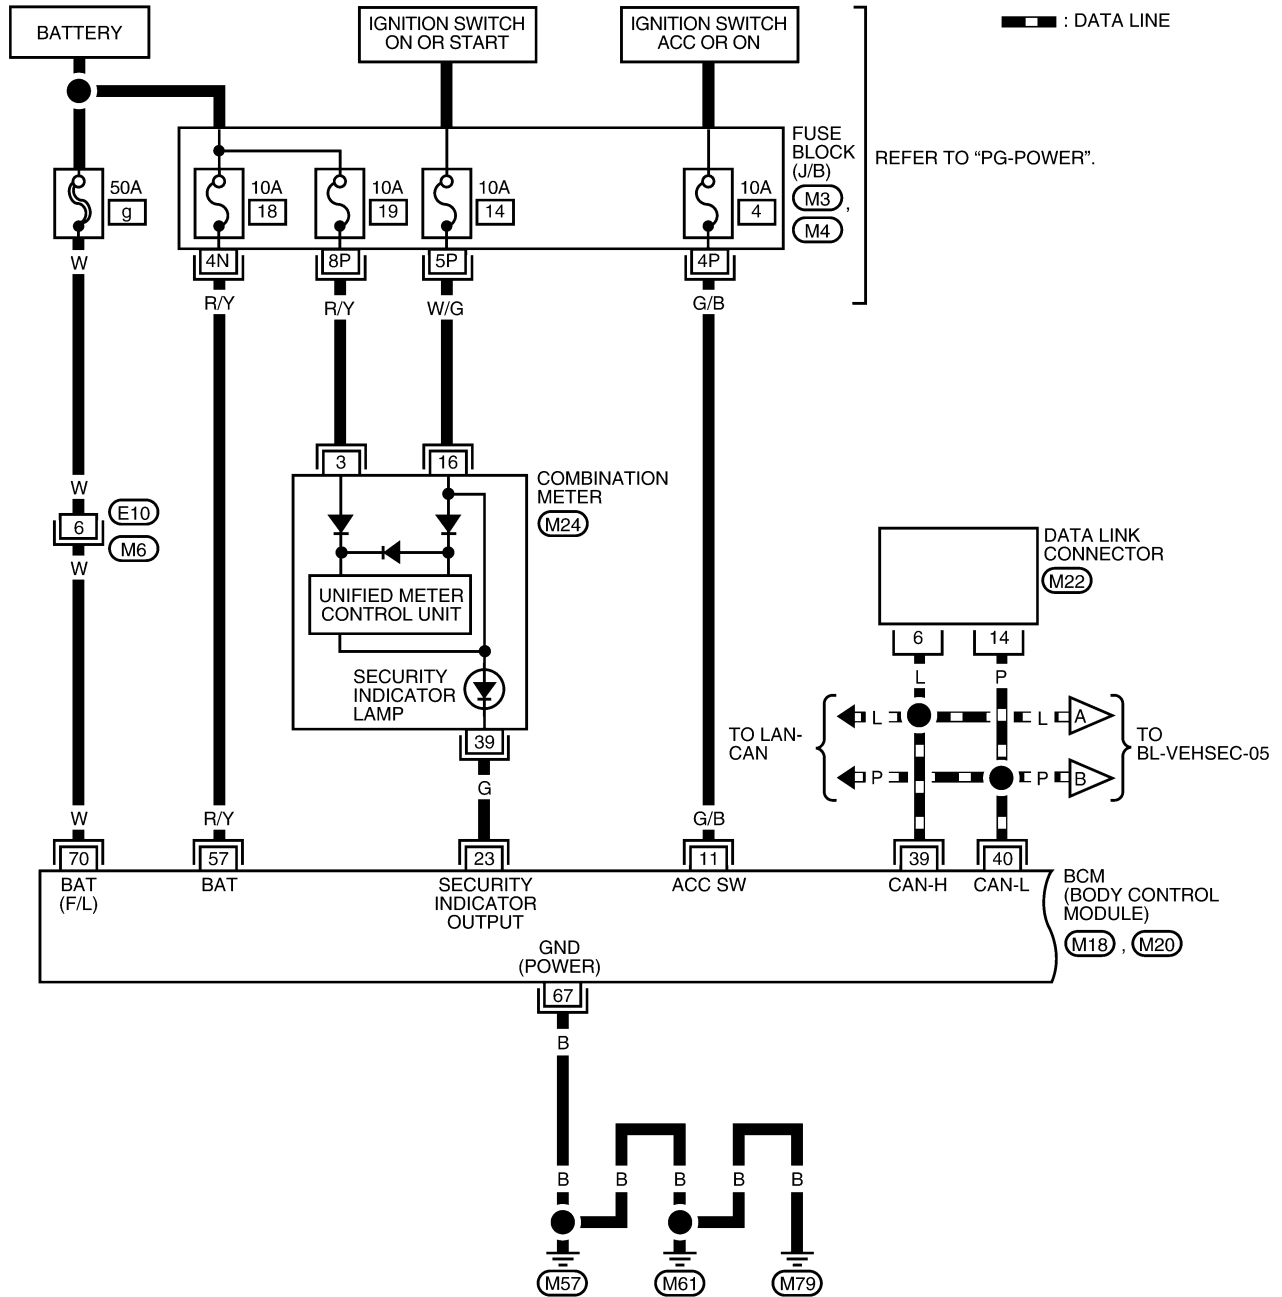 BATTERY
IGNITION SWITCH
ON OR START
IGNITION SWITCH
ACC OR ON
: DATA LINE
FUSE
BLOCK
(J/B)
M3 ,
M4
REFER TO “PG-POWER”.
50A
g
10A
18
10A
19
10A
14
10A
4
4N
8P
5P
4P
W
R/Y
R/Y
W/G
G/B
3
16
COMBINATION
METER
M24
W
6
E10
M6
W
UNIFIED METER
CONTROL UNIT
SECURITY
INDICATOR
LAMP
39
G
DATA LINK
CONNECTOR
M22
6
14
L
P
TO LAN-
CAN
L
L
A
P
P
B
TO
BL-VEHSEC-05
W
R/Y
G/B
70
57
23
11
39
40
BAT
(F/L)
BAT
SECURITY
INDICATOR
OUTPUT
ACC SW
CAN-H
CAN-L
BCM
(BODY CONTROL
MODULE)
M18 , M20
GND
(POWER)
67
B
B
B
B
B
B
M57
M61
M79